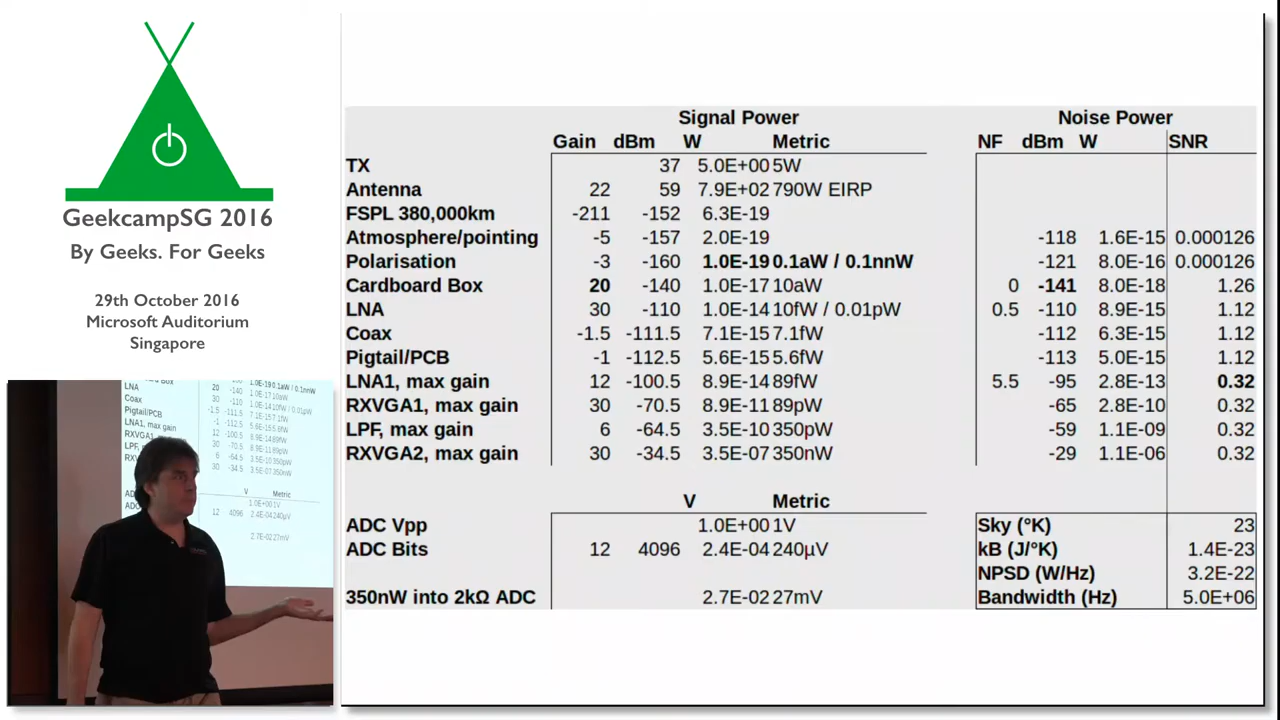 GeekcampSG 2016
By Geeks. For Geeks
29th October 2016
Microsoft Auditorium
Singapore
Signal Power Noise Power
Gain dBm W Metric NF dBm W SNR
TX 37 5.0E+00 5W
Antenna 22 59 7.9E+02 790W EIRP
FSPL 380,000km -211 -152 6.3E-19
Atmosphere/pointing -5 -157 2.0E-19 -118 1.6E-15 0.000126
Polarisation -3 -160 1.0E-19 0.1aW / 0.1nnW -121 8.0E-16 0.000126
Cardboard Box 20 -140 1.0E-17 10aW 0 -141 8.0E-18 1.26
LNA 30 -110 1.0E-14 10fW / 0.01pW 0.5 -110 8.9E-15 1.12
Coax -1.5 -111.5 7.1E-15 7.1fW -112 6.3E-15 1.12
Pigtail/PCB -1 -112.5 5.6E-15 5.6fW -113 5.0E-15 1.12
LNA1, max gain 12 -100.5 8.9E-14 89fW 5.5 -95 2.8E-13 0.32
RXVGA1, max gain 30 -70.5 8.9E-11 89pW -65 2.8E-10 0.32
LPF, max gain 6 -64.5 3.5E-10 350pW -59 1.1E-09 0.32
RXVGA2, max gain 30 -34.5 3.5E-07 350nW -29 1.1E-06 0.32
V Metric
ADC Vpp 1.0E+00 1V Sky (°K) 23
ADC Bits 12 4096 2.4E-04 240µV kB (J/°K) 1.4E-23
NPSD (W/Hz) 3.2E-22
350nW into 2kΩ ADC 2.7E-02 27mV Bandwidth (Hz) 5.0E+06